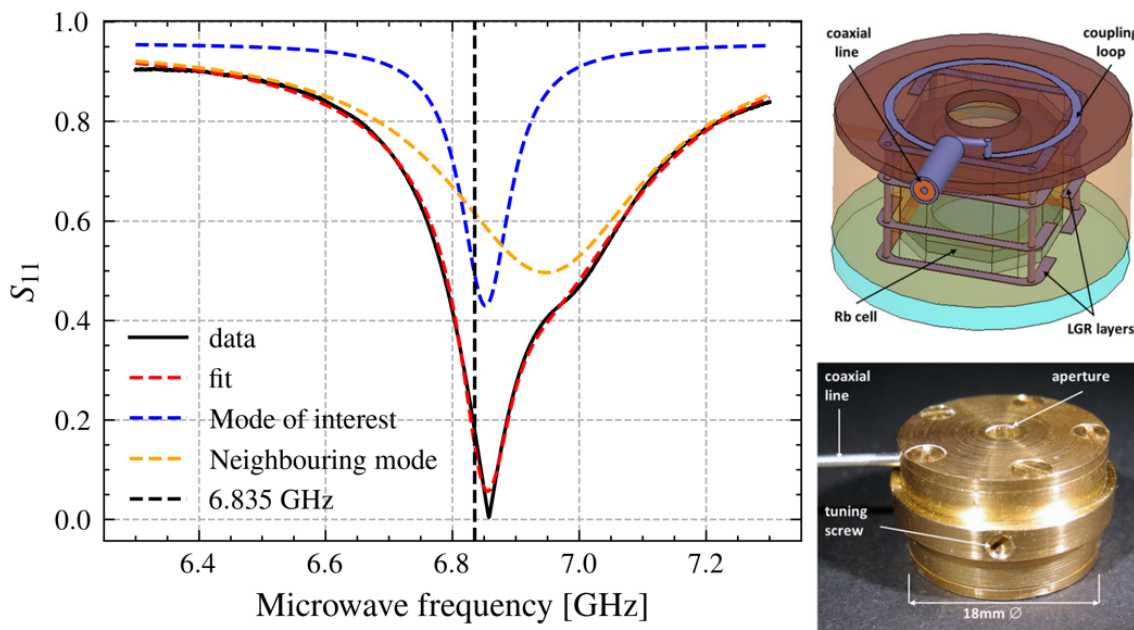 1.0
0.8
0.6
0.4
0.2
0.0
S11
data
fit
Mode of interest
Neighbouring mode
6.835 GHz
6.4
6.6
6.8
7.0
7.2
Microwave frequency [GHz]
coaxial
line
coupling
loop
Rb cell
LGR layers
coaxial
line
aperture
tuning
screw
18mm ∅